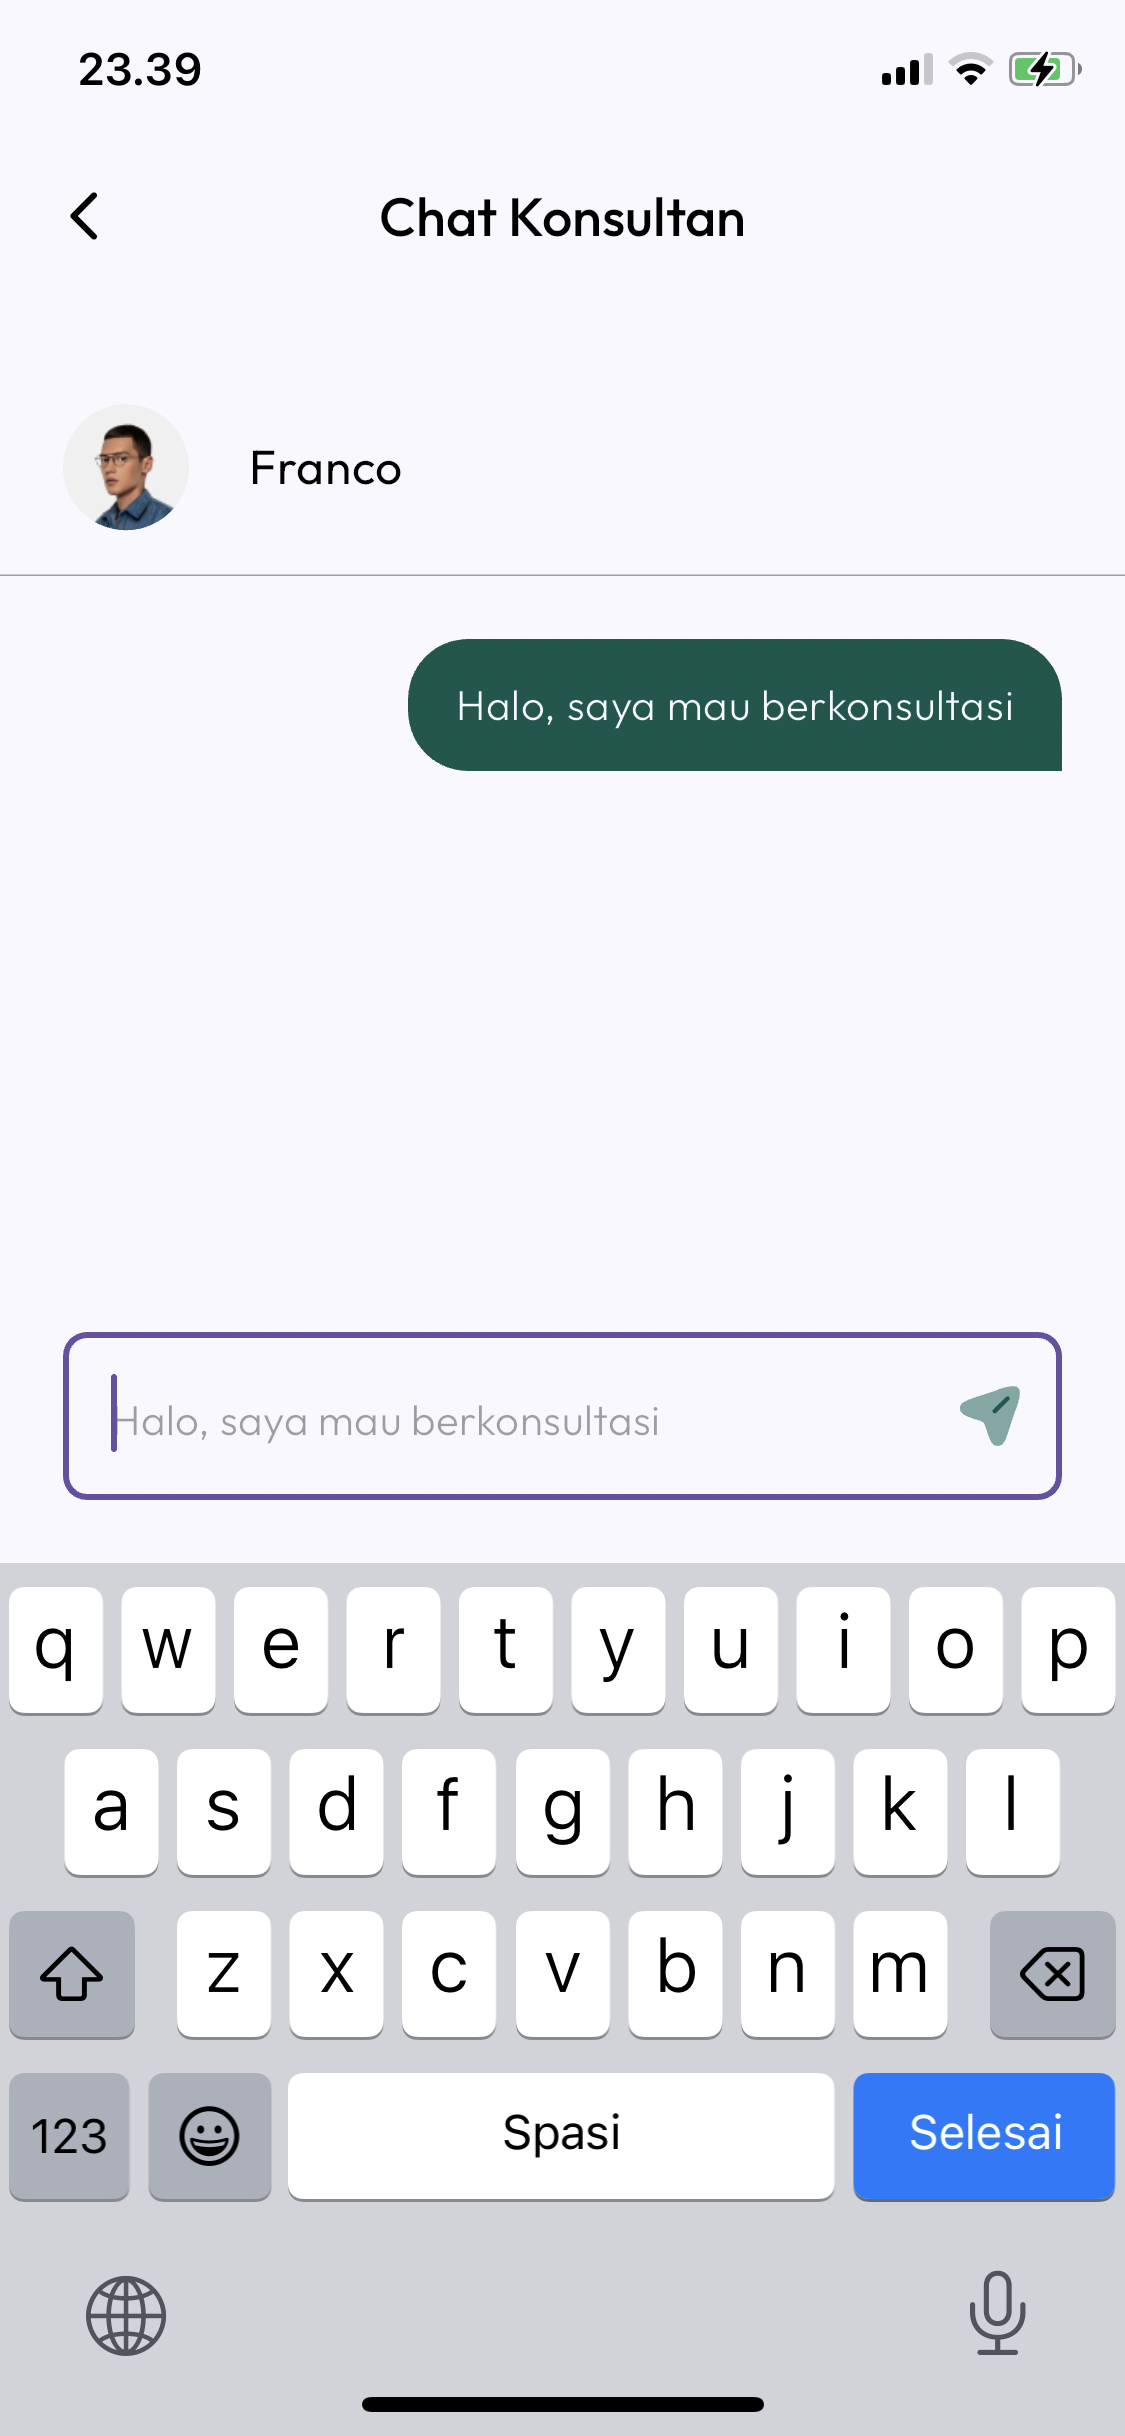 23.39
Chat Konsultan
Franco
Halo, saya mau berkonsultasi
Halo, saya mau berkonsultasi
q w e r t y u i o p
a s d f g h j k l
z x c v b n m
123 Spasi Selesai